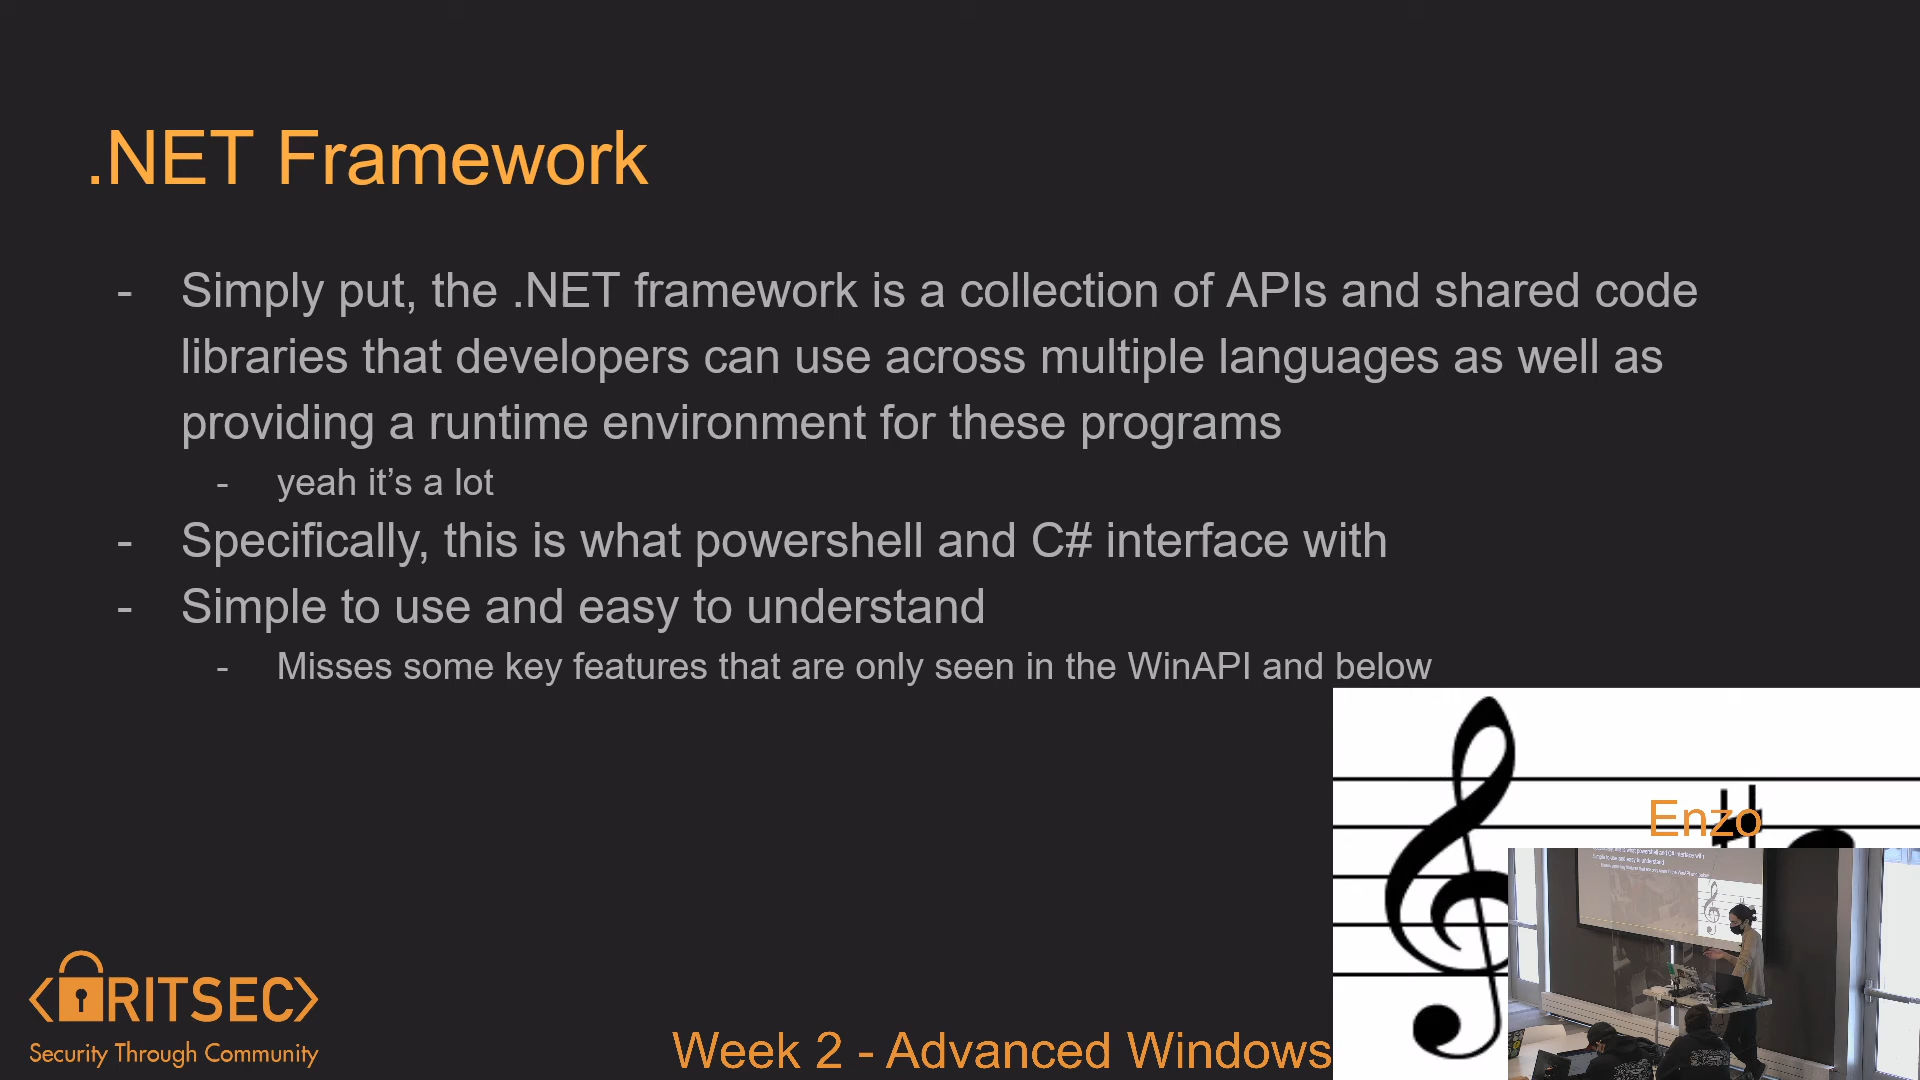 .NET Framework
- Simply put, the .NET framework is a collection of APIs and shared code
libraries that developers can use across multiple languages as well as
providing a runtime environment for these programs
- yeah it’s a lot
- Specifically, this is what powershell and C# interface with
- Simple to use and easy to understand
- Misses some key features that are only seen in the WinAPI and below
Enzo
<RITSEC>
Security Through Community
Week 2 - Advanced Windows